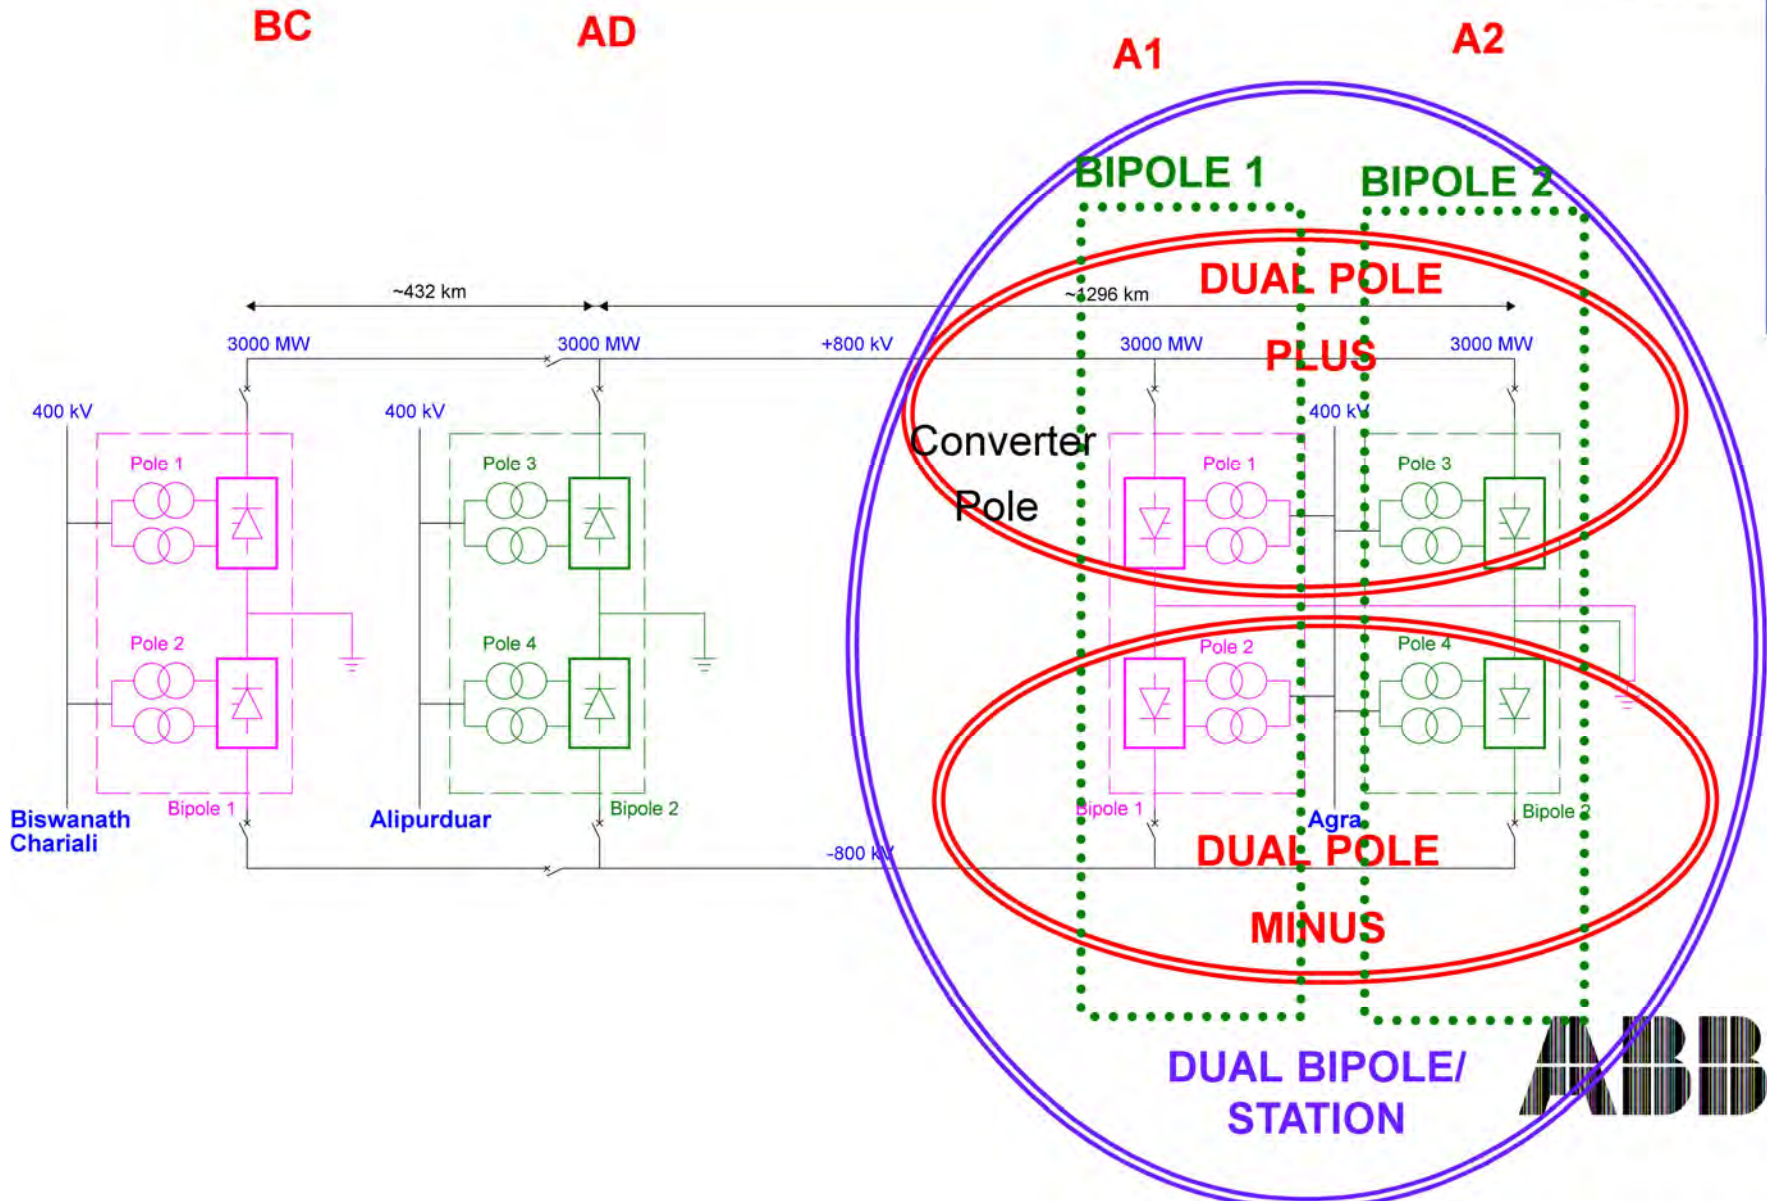 BC
AD
A1
A2
BIPOLE 1
BIPOLE 2
DUAL POLE
~432 km
~1296 km
3000 MW
3000 MW
+800 kV
3000 MW
3000 MW
PLUS
400 kV
400 kV
400 kV
Converter
Pole
Pole 1
Pole 3
Pole 1
Pole 3
Pole 2
Pole 4
Pole 2
Pole 4
Bipole 1
Bipole 2
Bipole 1
Bipole 2
Biswanath
Chariali
Alipurduar
Agra
-800 kV
DUAL POLE
MINUS
DUAL BIPOLE/
STATION
ABB